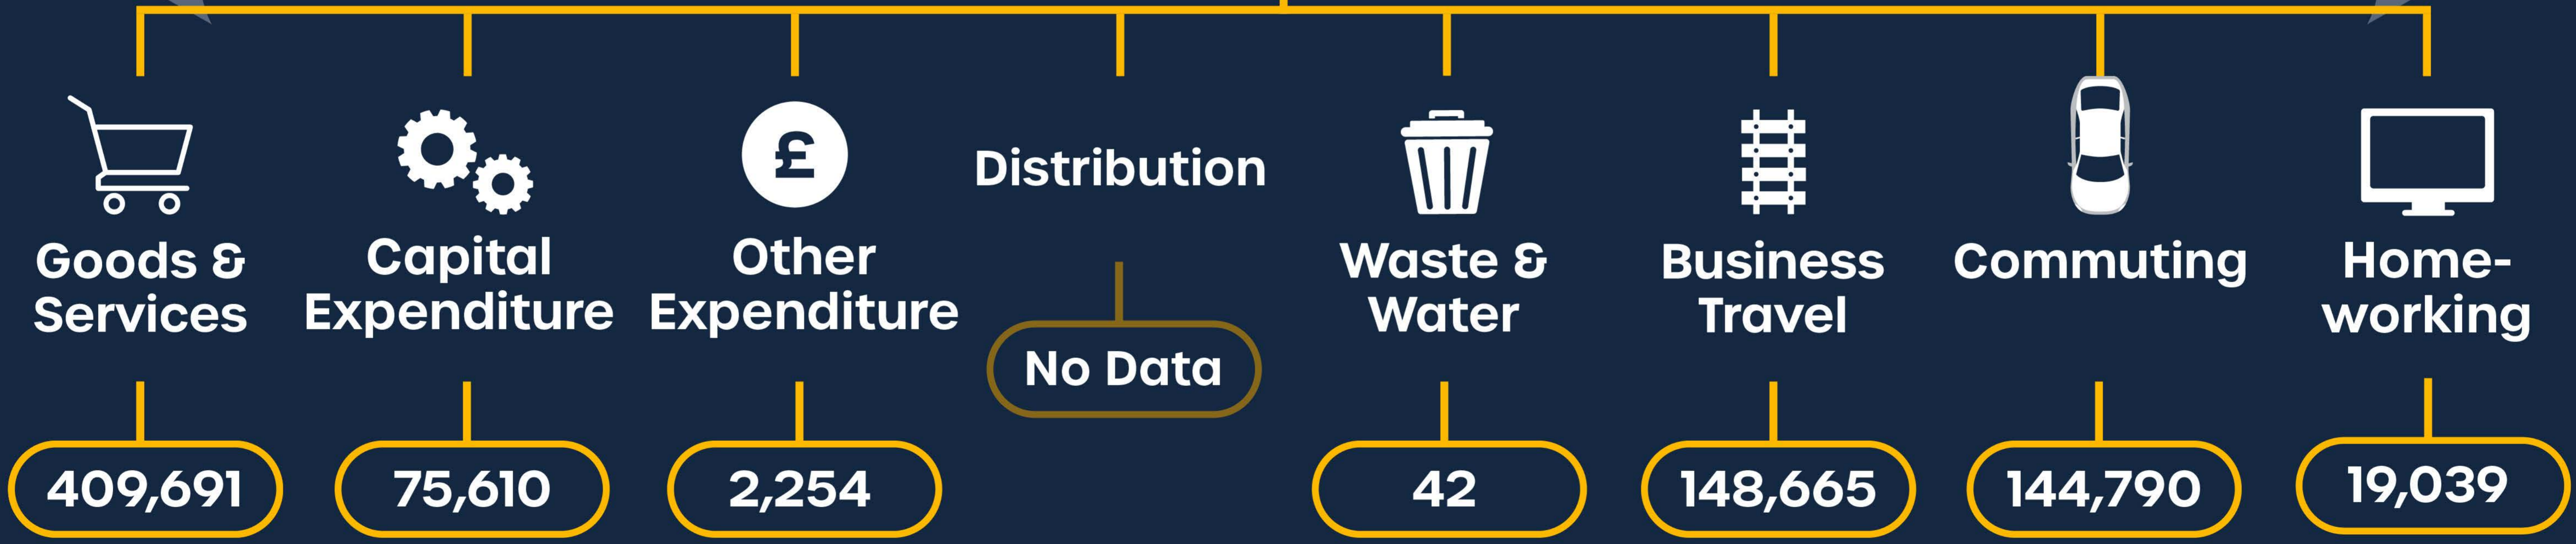 Goods &
Services
409,691
Capital
Expenditure
75,610
£
Other
Expenditure
2,254
Distribution
No Data
Waste &
Water
42
Business
Travel
148,665
Commuting
144,790
Home-
working
19,039